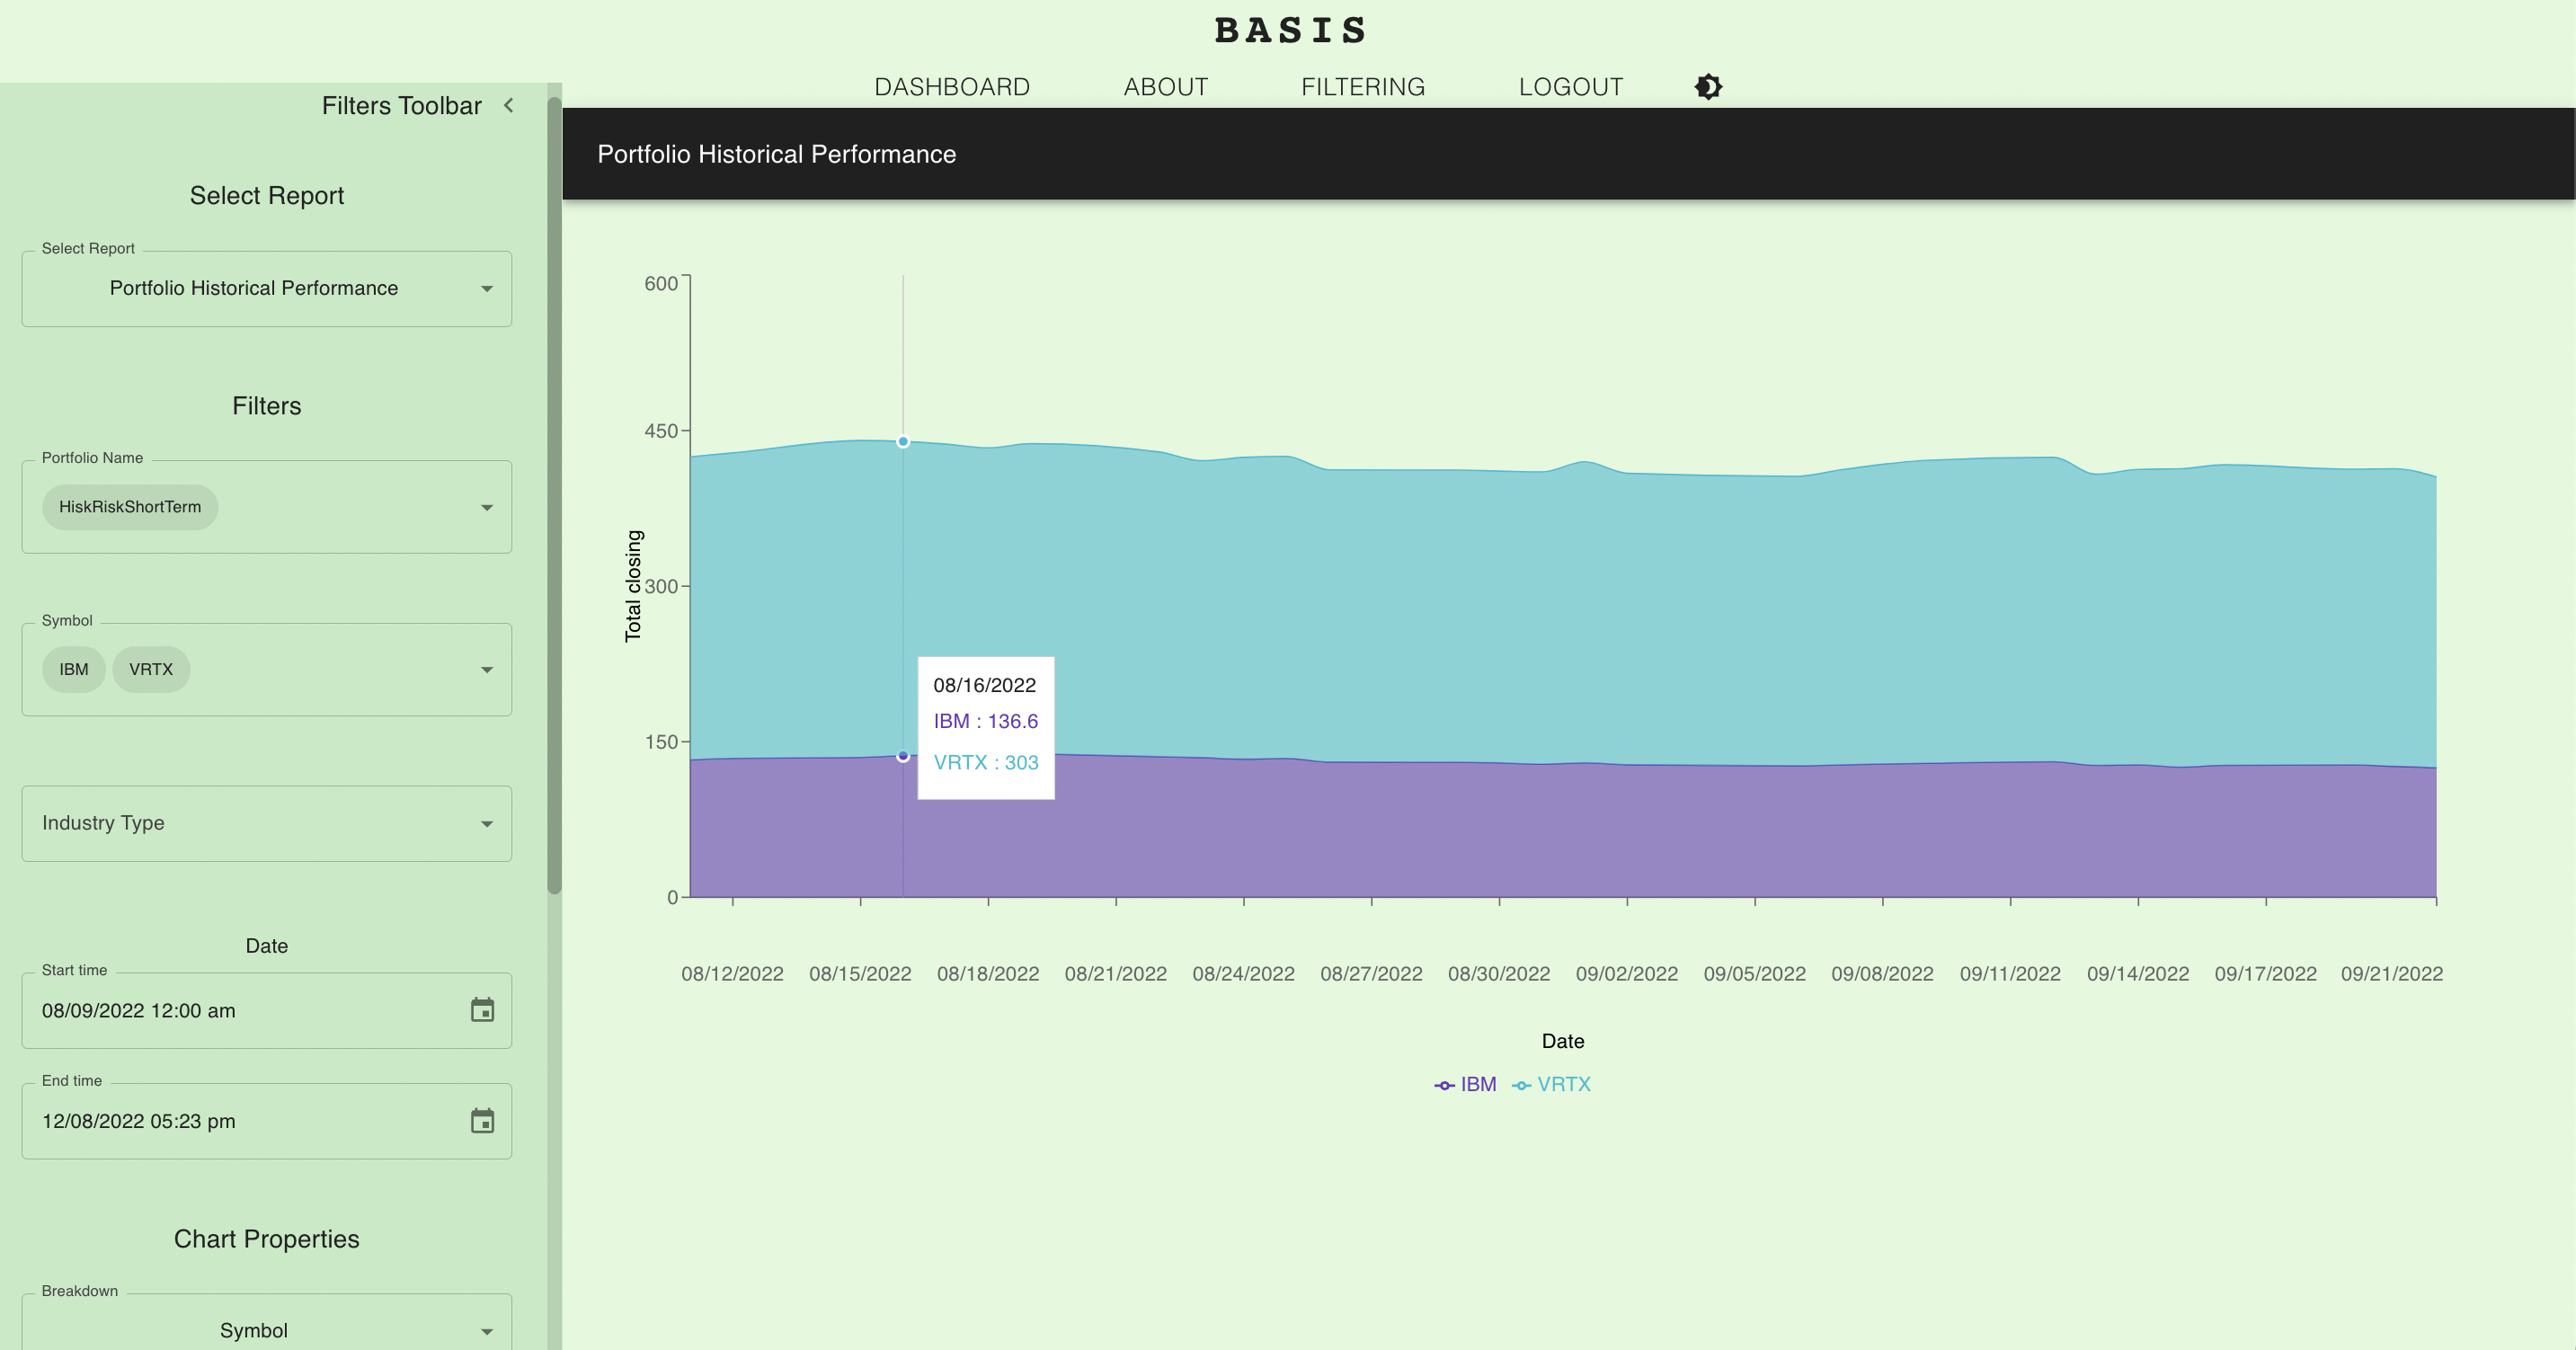 BASIS
DASHBOARD ABOUT FILTERING LOGOUT
Filters Toolbar
Select Report
Select Report
Portfolio Historical Performance
Filters
Portfolio Name
HiskRiskShortTerm
Symbol
IBM VRTX
Industry Type
Date
Start time
08/09/2022 12:00 am
End time
12/08/2022 05:23 pm
Chart Properties
Breakdown
Symbol
Portfolio Historical Performance
600
450
300
150
0
Total closing
08/16/2022
IBM : 136.6
VRTX : 303
08/12/2022 08/15/2022 08/18/2022 08/21/2022 08/24/2022 08/27/2022 08/30/2022 09/02/2022 09/05/2022 09/08/2022 09/11/2022 09/14/2022 09/17/2022 09/21/2022
Date
IBM VRTX